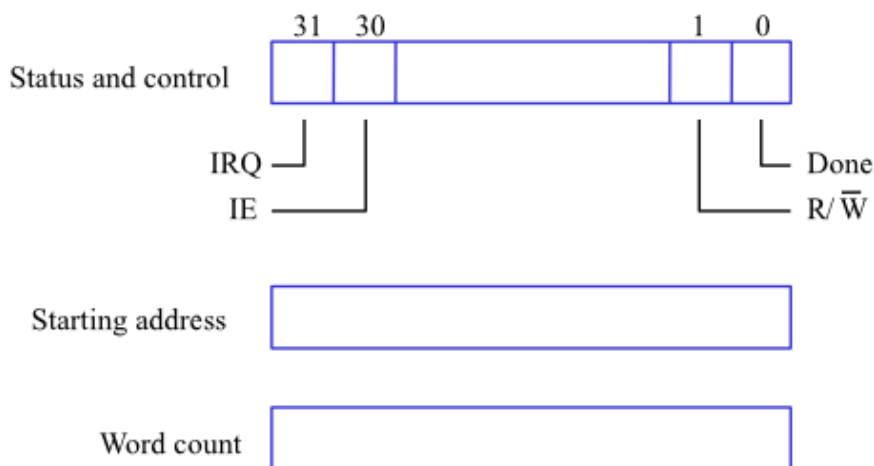 31 30 1 0
Status and control
IRQ Done
IE R/W̅
Starting address
Word count